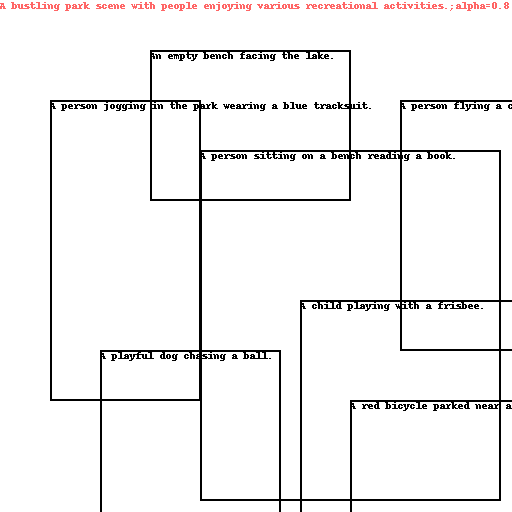 A bustling park scene with people enjoying various recreational activities.;alpha=0.8
An empty bench facing the lake.
A person jogging in the park wearing a blue tracksuit.
A person flying a
A person sitting on a bench reading a book.
A child playing with a frisbee.
A playful dog chasing a ball.
A red bicycle parked near a